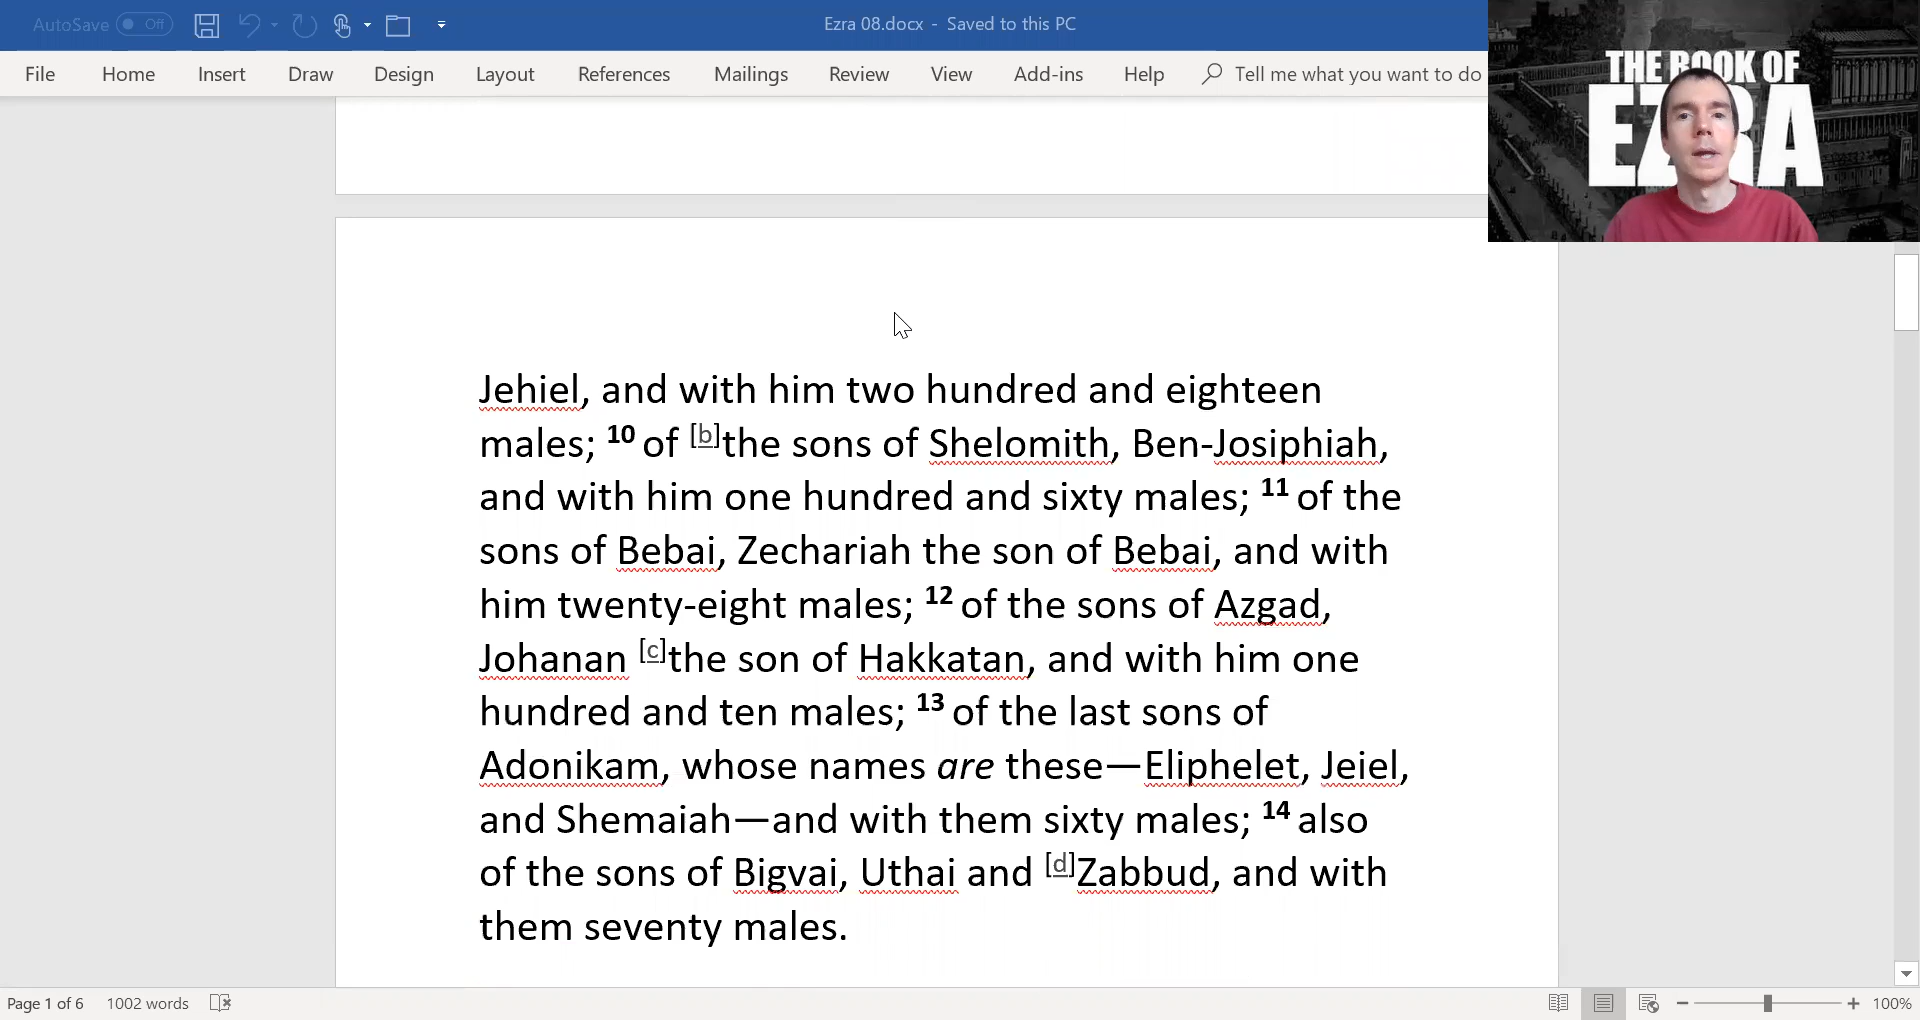 AutoSave Off
Ezra 08.docx - Saved to this PC
File Home Insert Draw Design Layout References Mailings Review View Add-ins Help Tell me what you want to do
THE BOOK OF
EZRA
Jehiel, and with him two hundred and eighteen
males; 10 of [b]the sons of Shelomith, Ben-Josiphiah,
and with him one hundred and sixty males; 11 of the
sons of Bebai, Zechariah the son of Bebai, and with
him twenty-eight males; 12 of the sons of Azgad,
Johanan [c]the son of Hakkatan, and with him one
hundred and ten males; 13 of the last sons of
Adonikam, whose names are these—Eliphelet, Jeiel,
and Shemaiah—and with them sixty males; 14 also
of the sons of Bigvai, Uthai and [d]Zabbud, and with
them seventy males.
Page 1 of 6 1002 words 100%